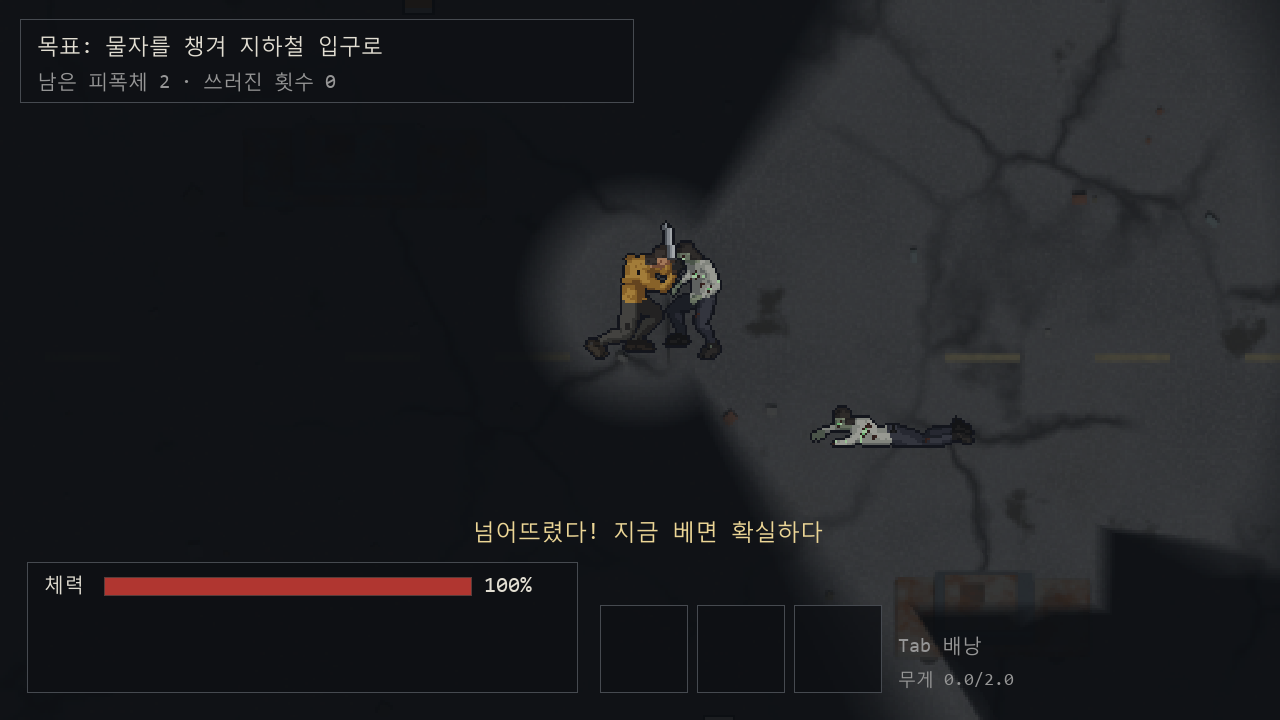 목표: 물자를 챙겨 지하철 입구로
남은 피폭체 2 · 쓰러진 횟수 0
넘어뜨렸다! 지금 베면 확실하다
체력 100%
Tab 배낭
무게 0.0/2.0